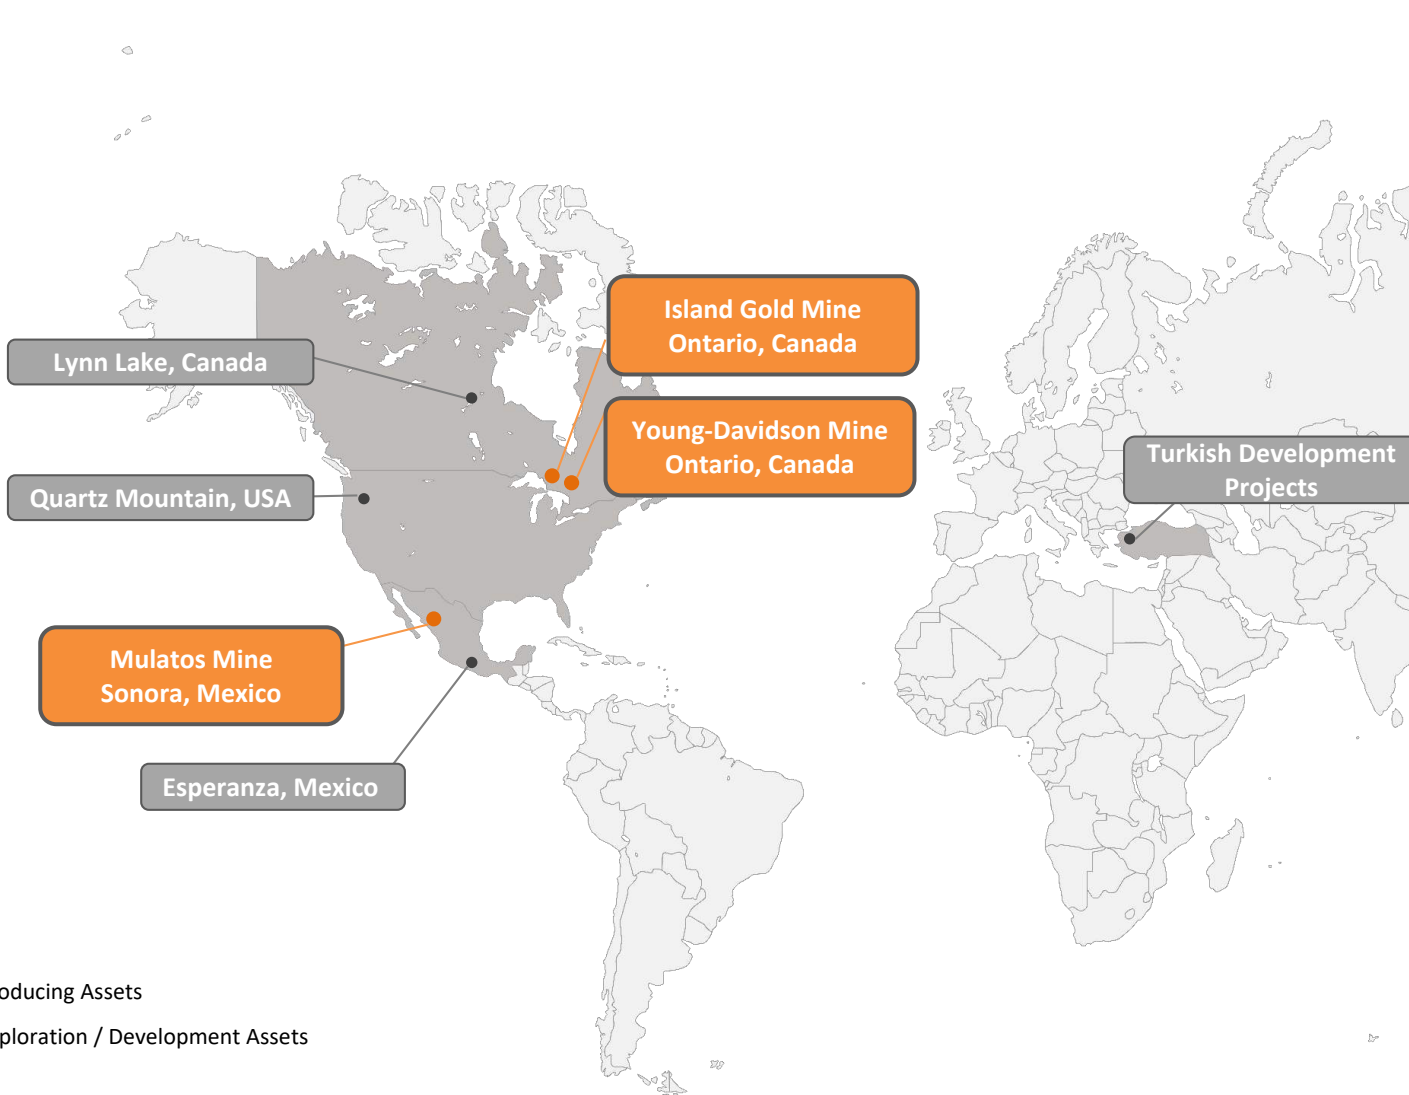 Island Gold Mine
Ontario, Canada
Lynn Lake, Canada
Young-Davidson Mine
Ontario, Canada
Turkish Development
Projects
Quartz Mountain, USA
Mulatos Mine
Sonora, Mexico
Esperanza, Mexico
oducing Assets
ploration / Development Assets